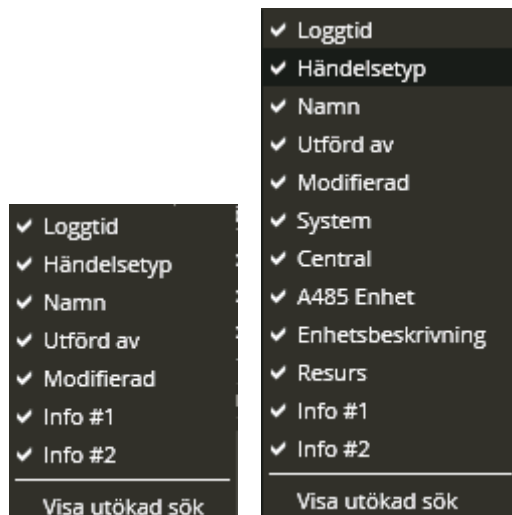 Loggtid
Händelsetyp
Namn
Utförd av
Modifierad
Info #1
Info #2
Visa utökad sök
Loggtid
Händelsetyp
Namn
Utförd av
Modifierad
System
Central
A485 Enhet
Enhetsbeskrivning
Resurs
Info #1
Info #2
Visa utökad sök